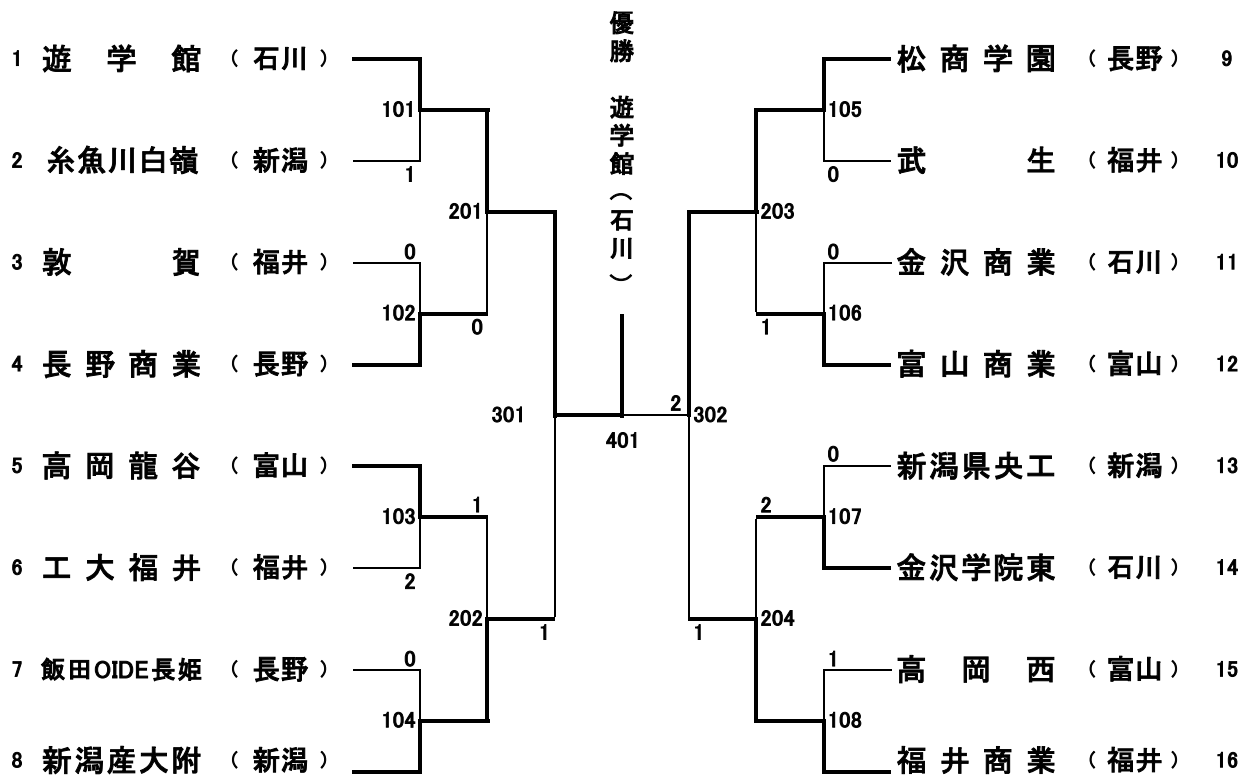 優勝 遊学館(石川)
1 遊学館 (石川)
101
2 糸魚川白嶺 (新潟)
1
201
3 敦賀 (福井)
0
102
0
4 長野商業 (長野)
301
5 高岡龍谷 (富山)
1
103
6 工大福井 (福井)
2
202
1
7 飯田OIDE長姫 (長野)
0
104
8 新潟産大附 (新潟)
401
2
松商学園 (長野) 9
105
武生 (福井) 10
0
203
金沢商業 (石川) 11
0
106
1
富山商業 (富山) 12
302
新潟県央工 (新潟) 13
0
2
107
金沢学院東 (石川) 14
204
1
高岡西 (富山) 15
1
108
福井商業 (福井) 16